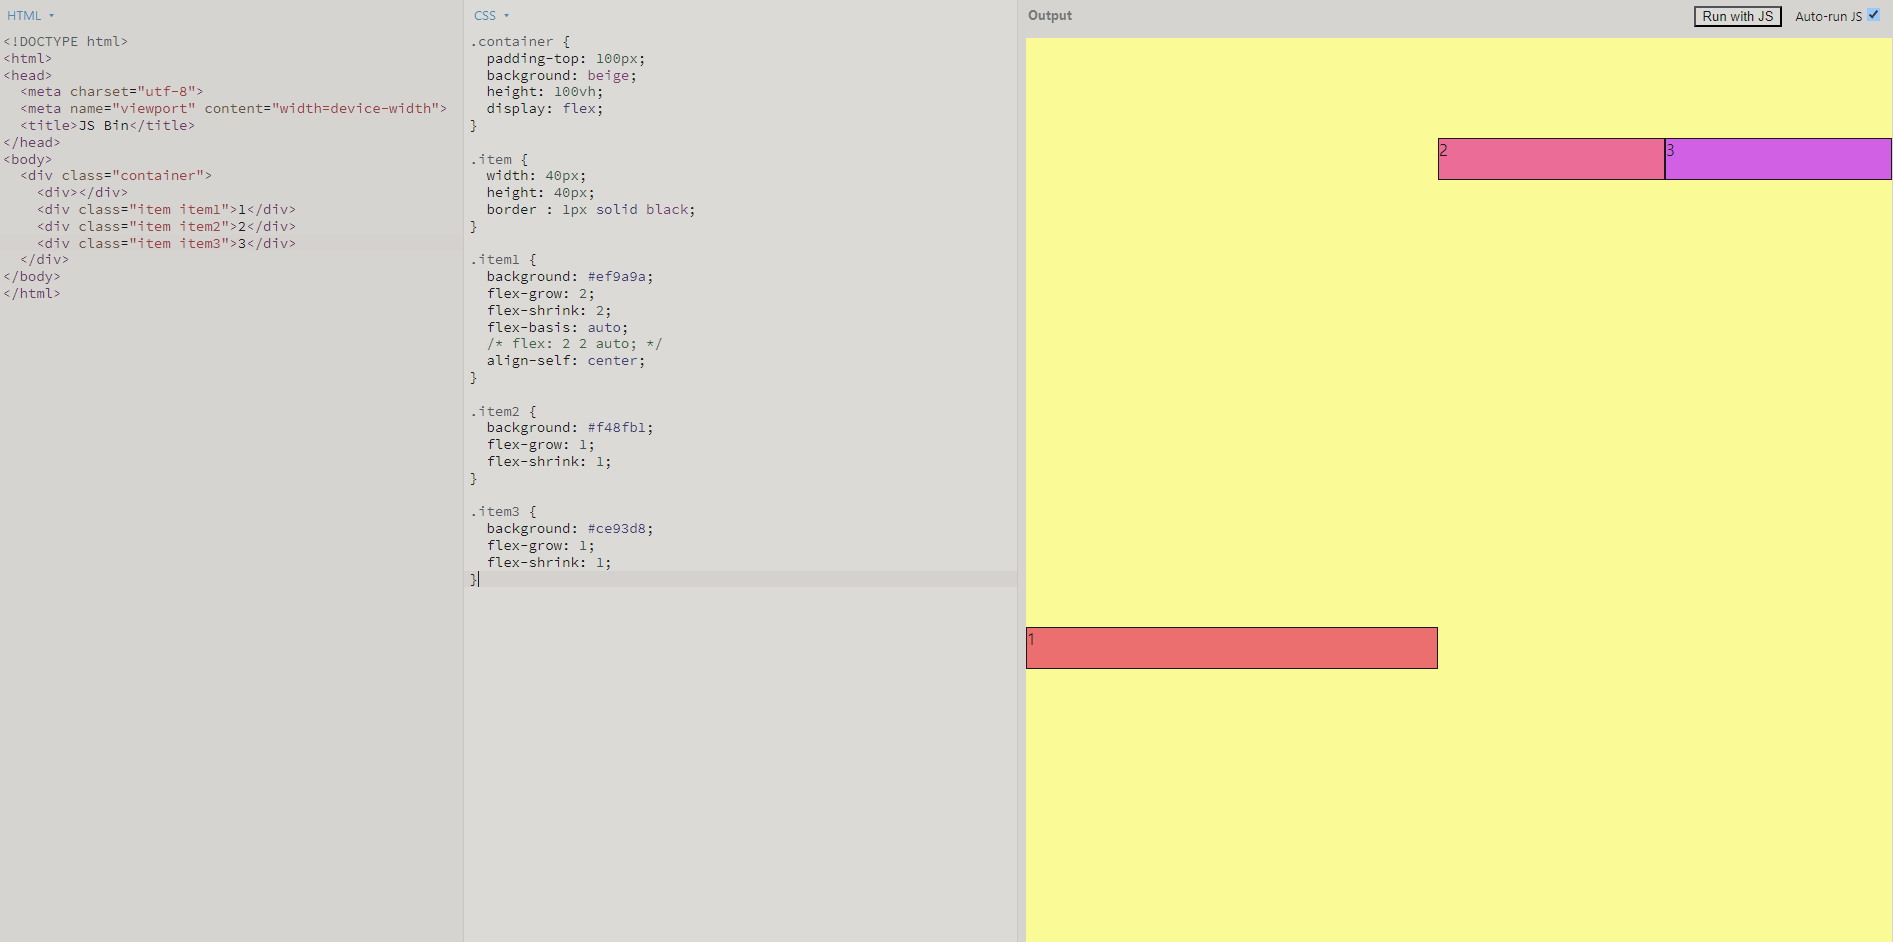 HTML
<!DOCTYPE html>
<html>
<head>
  <meta charset="utf-8">
  <meta name="viewport" content="width=device-width">
  <title>JS Bin</title>
</head>
<body>
  <div class="container">
    <div></div>
    <div class="item item1">1</div>
    <div class="item item2">2</div>
    <div class="item item3">3</div>
  </div>
</body>
</html>
CSS
.container {
  padding-top: 100px;
  background: beige;
  height: 100vh;
  display: flex;
}

.item {
  width: 40px;
  height: 40px;
  border : 1px solid black;
}

.item1 {
  background: #ef9a9a;
  flex-grow: 2;
  flex-shrink: 2;
  flex-basis: auto;
  /* flex: 2 2 auto; */
  align-self: center;
}

.item2 {
  background: #f48fb1;
  flex-grow: 1;
  flex-shrink: 1;
}

.item3 {
  background: #ce93d8;
  flex-grow: 1;
  flex-shrink: 1;
}
Output
Run with JS
Auto-run JS
2
3
1